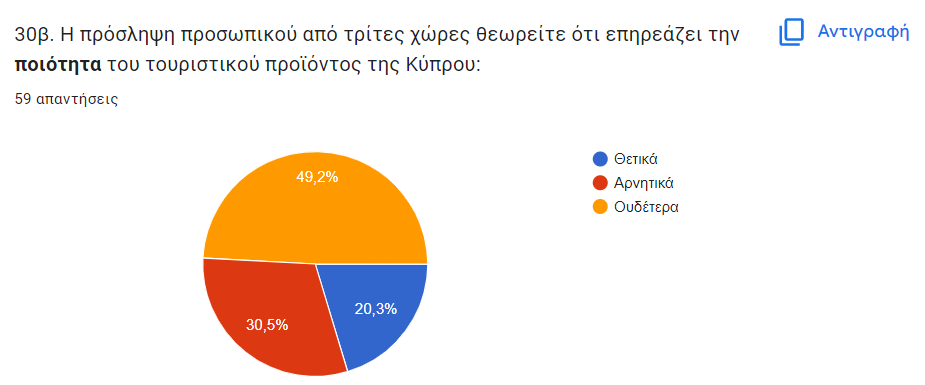 30β. Η πρόσληψη προσωπικού από τρίτες χώρες θεωρείτε ότι επηρεάζει την
ποιότητα του τουριστικού προϊόντος της Κύπρου:
Αντιγραφή
59 απαντήσεις
49,2%
30,5%
20,3%
Θετικά
Αρνητικά
Ουδέτερα